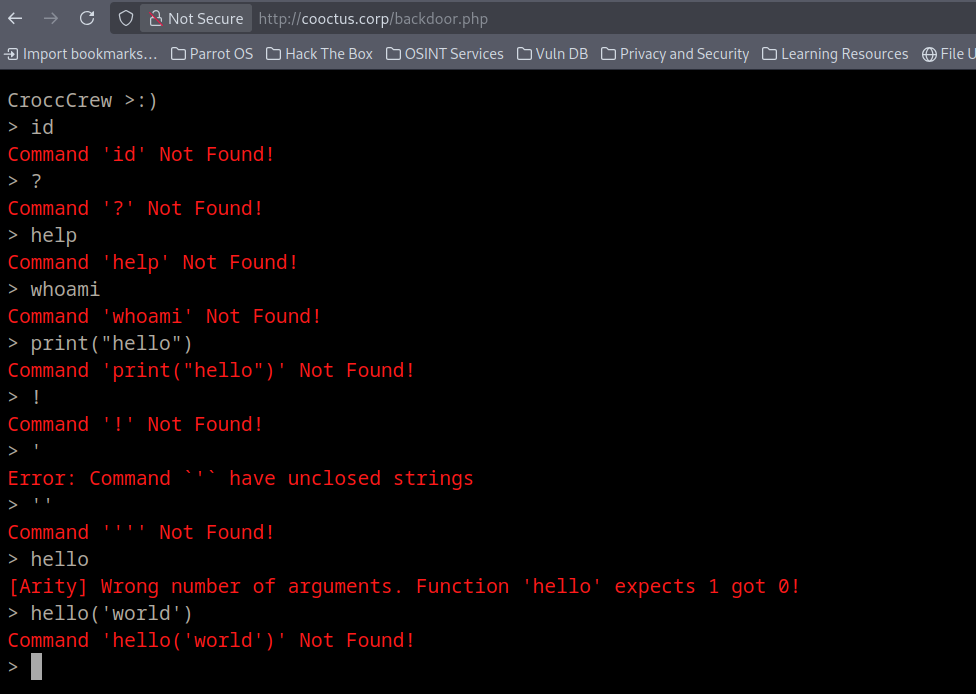 Not Secure http://cooctus.corp/backdoor.php
Import bookmarks... Parrot OS Hack The Box OSINT Services Vuln DB Privacy and Security Learning Resources File U
CroccCrew >:)
> id
Command 'id' Not Found!
> ?
Command '?' Not Found!
> help
Command 'help' Not Found!
> whoami
Command 'whoami' Not Found!
> print("hello")
Command 'print("hello")' Not Found!
> !
Command '!' Not Found!
> '
Error: Command `'` have unclosed strings
> ''
Command '''' Not Found!
> hello
[Arity] Wrong number of arguments. Function 'hello' expects 1 got 0!
> hello('world')
Command 'hello('world')' Not Found!
>